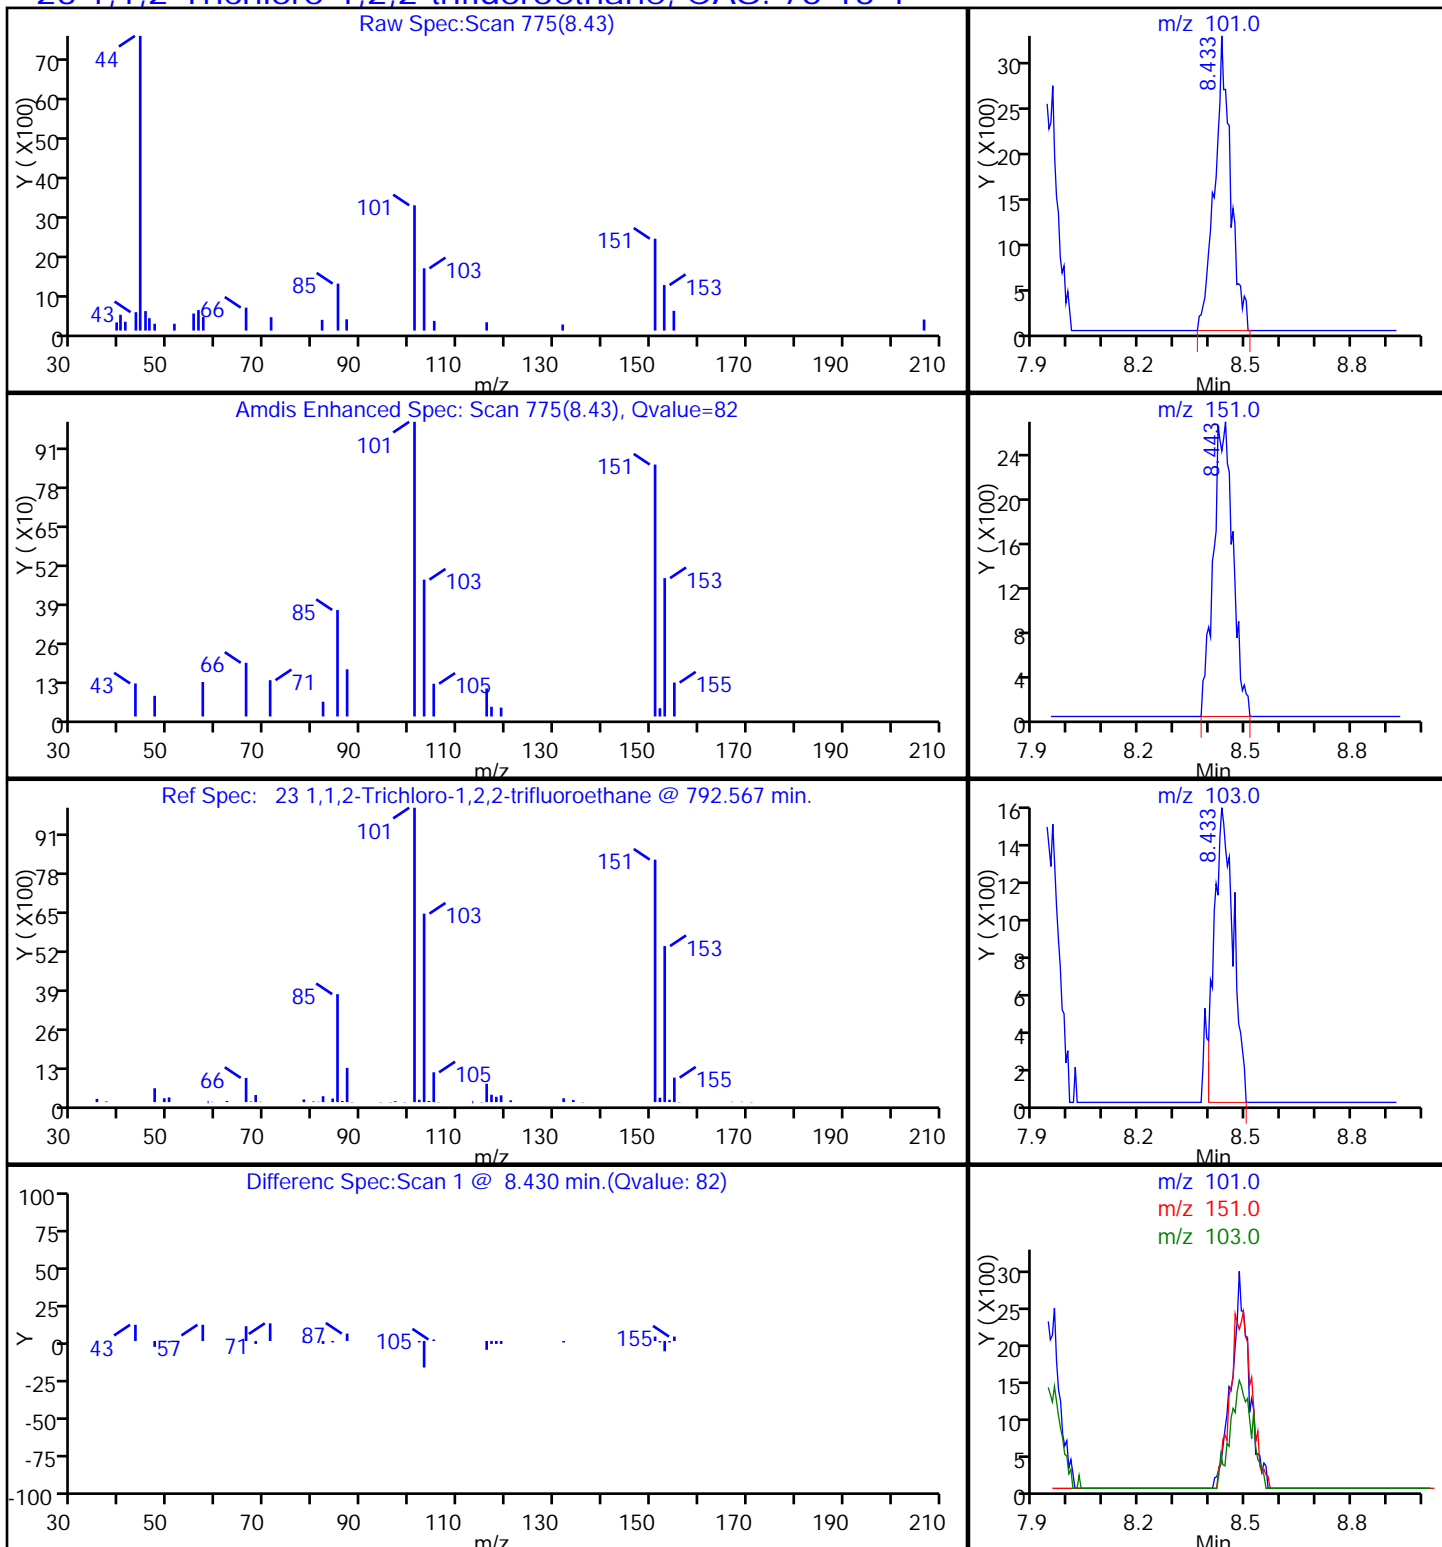 Raw Spec:Scan 775(8.43)
Y ( X100)
70
60
50
40
30
20
10
0
44
43
66
85
101
103
151
153
30 50 70 90 110 130 150 170 190 210
m/z
m/z 101.0
Y ( X100)
30
25
20
15
10
5
0
8.433
7.9 8.2 8.5 8.8
Min
Amdis Enhanced Spec: Scan 775(8.43), Qvalue=82
Y ( X10)
91
78
65
52
39
26
13
0
43
66
71
85
101
103
105
151
153
155
30 50 70 90 110 130 150 170 190 210
m/z
m/z 151.0
Y ( X100)
24
20
16
12
8
4
0
8.443
7.9 8.2 8.5 8.8
Min
Ref Spec: 23 1,1,2-Trichloro-1,2,2-trifluoroethane @ 792.567 min.
Y ( X100)
91
78
65
52
39
26
13
0
66
85
101
103
105
151
153
155
30 50 70 90 110 130 150 170 190 210
m/z
m/z 103.0
Y ( X100)
16
14
12
10
8
6
4
2
0
8.433
7.9 8.2 8.5 8.8
Min
Differenc Spec:Scan 1 @ 8.430 min.(Qvalue: 82)
Y
100
75
50
25
0
-25
-50
-75
-100
43
57
71
87
105
155
30 50 70 90 110 130 150 170 190 210
m/z
m/z 101.0
m/z 151.0
m/z 103.0
Y ( X100)
30
25
20
15
10
5
0
7.9 8.2 8.5 8.8
Min